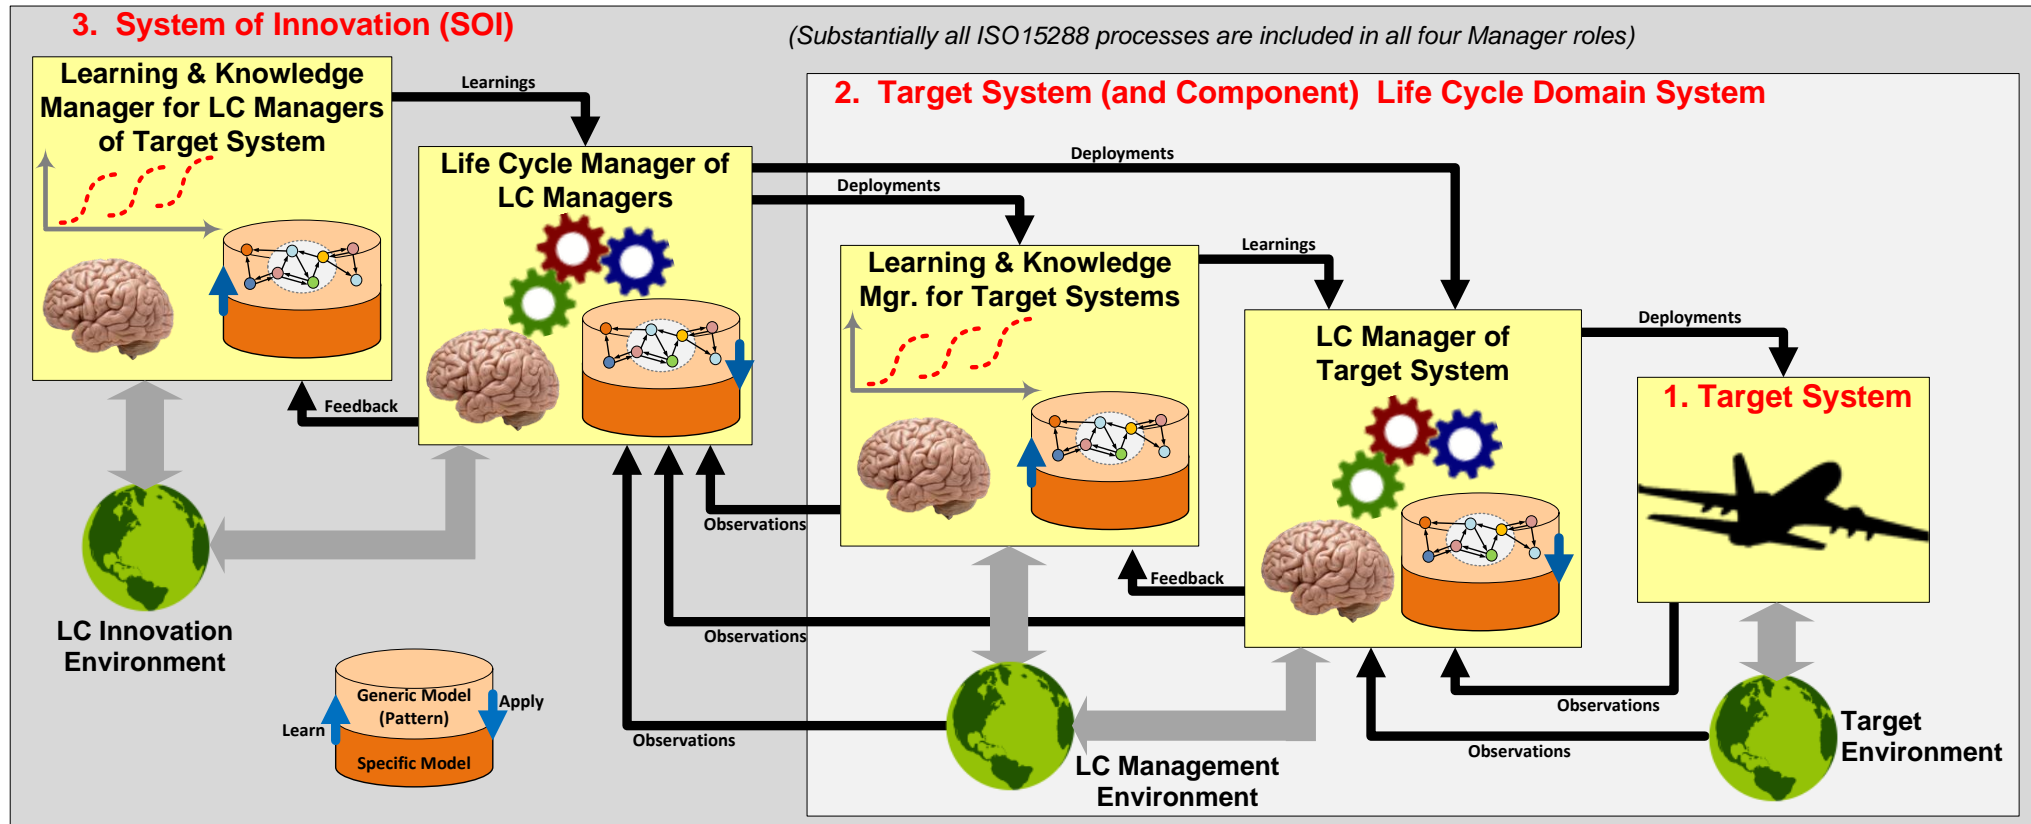 3. System of Innovation (SOI)
(Substantially all ISO15288 processes are included in all four Manager roles)
Learning & Knowledge
Manager for LC Managers
of Target System
Learnings
2. Target System (and Component) Life Cycle Domain System
Life Cycle Manager of
LC Managers
Deployments
Deployments
Learning & Knowledge
Mgr. for Target Systems
Learnings
LC Manager of
Target System
Deployments
1. Target System
Feedback
Observations
Feedback
Observations
Observations
Observations
Observations
LC Innovation
Environment
Generic Model
(Pattern)
Apply
Learn
Specific Model
LC Management
Environment
Target
Environment